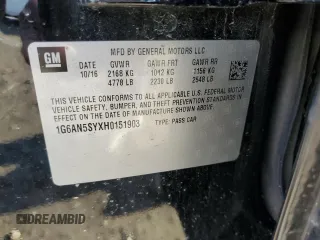 GM
MFD BY GENERAL MOTORS LLC
10/16 GVWR GAWR FRT GAWR RR
2168 KG 1012 KG 1156 KG
4778 LB 2230 LB 2548 LB
THIS VEHICLE CONFORMS TO ALL APPLICABLE U.S. FEDERAL MOTOR
VEHICLE SAFETY, BUMPER, AND THEFT PREVENTION STANDARDS IN
EFFECT ON THE DATE OF MANUFACTURE SHOWN ABOVE.
1G6AN5SYXH0151903 TYPE: PASS CAR
DREAMBID